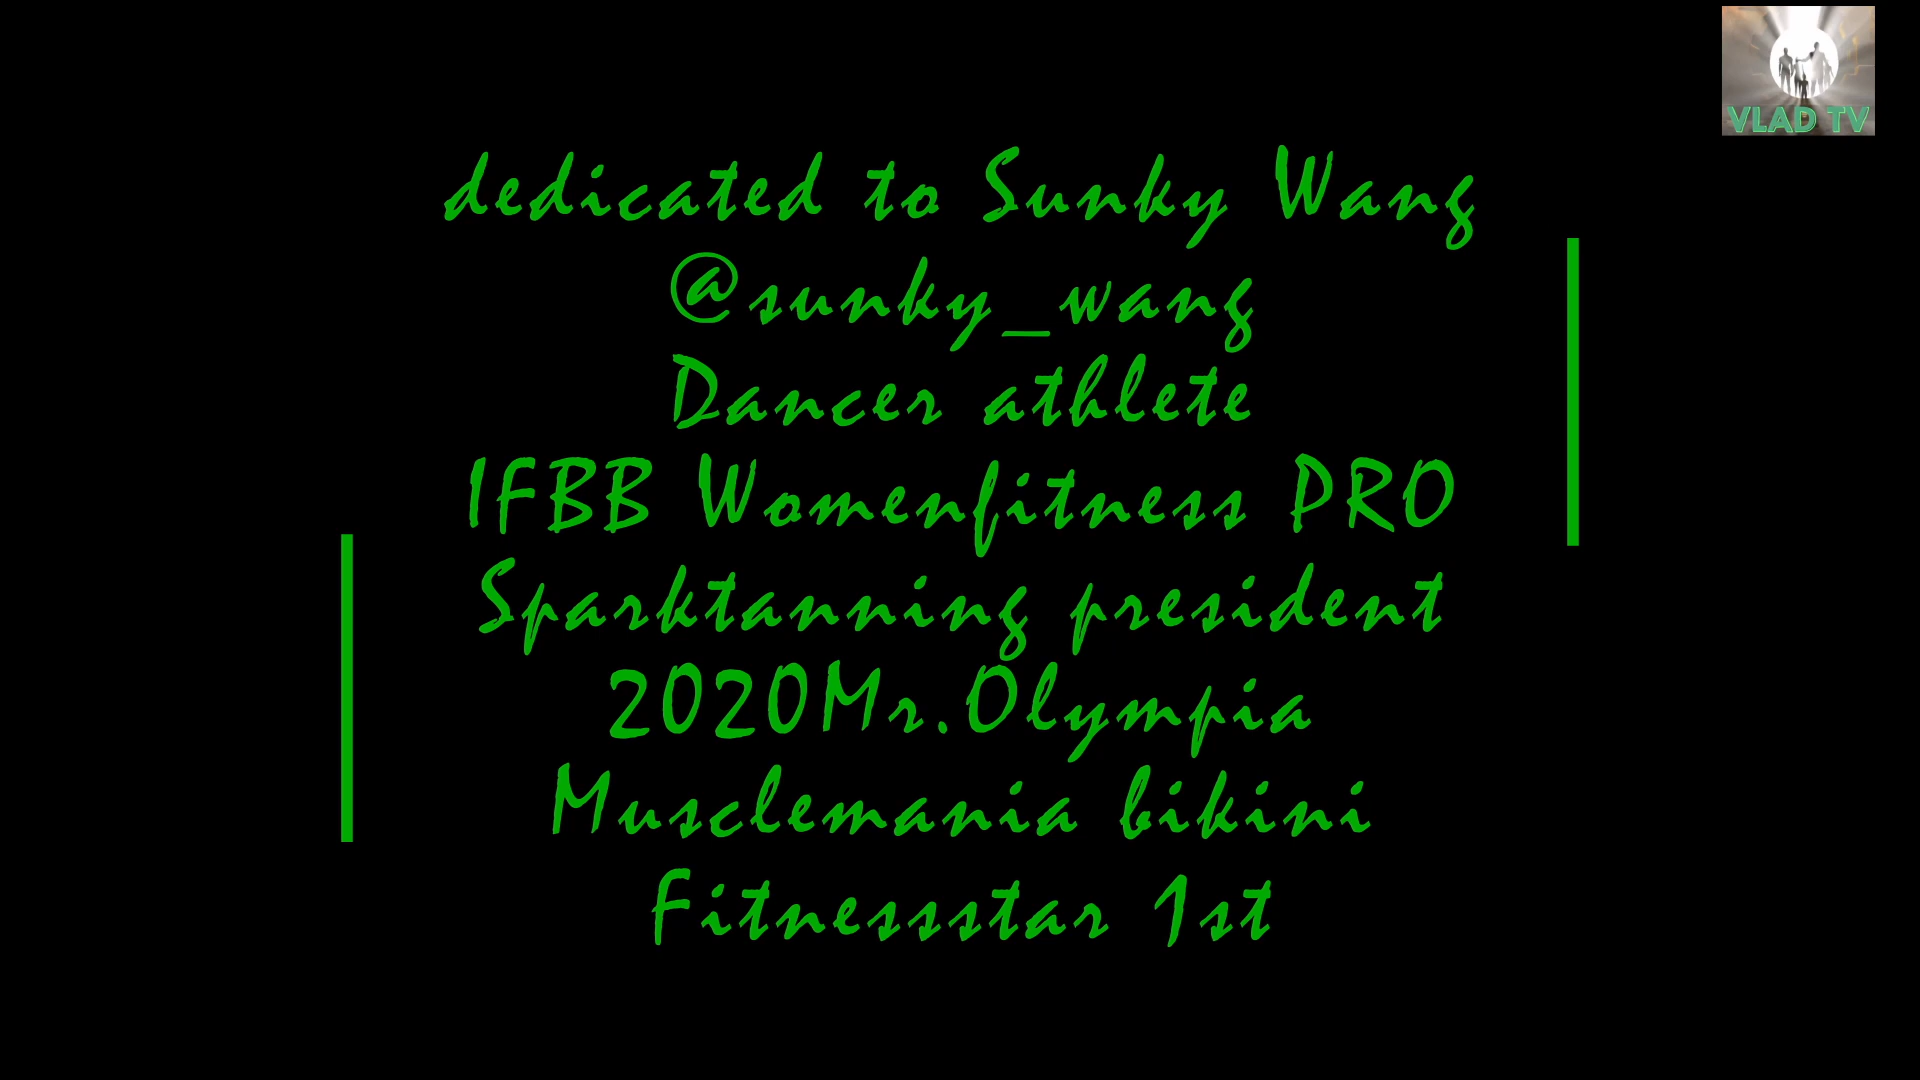 VLAD TV
dedicated to Sunky Wang
@sunky_wang
Dancer athlete
IFBB Womenfitness PRO
Sparktanning president
2020Mr.Olympia
Musclemania bikini
Fitnessstar 1st